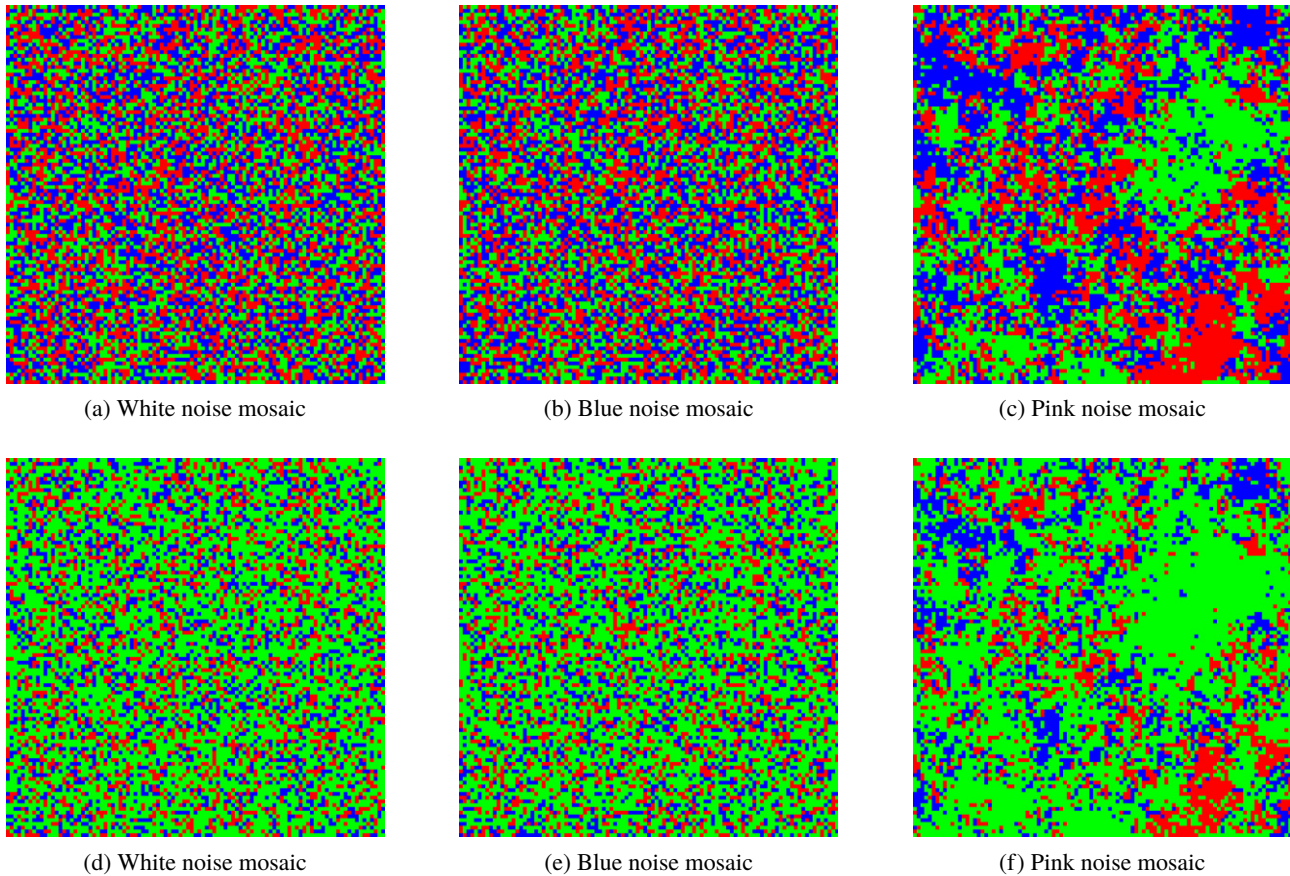 (a) White noise mosaic
(b) Blue noise mosaic
(c) Pink noise mosaic
(d) White noise mosaic
(e) Blue noise mosaic
(f) Pink noise mosaic